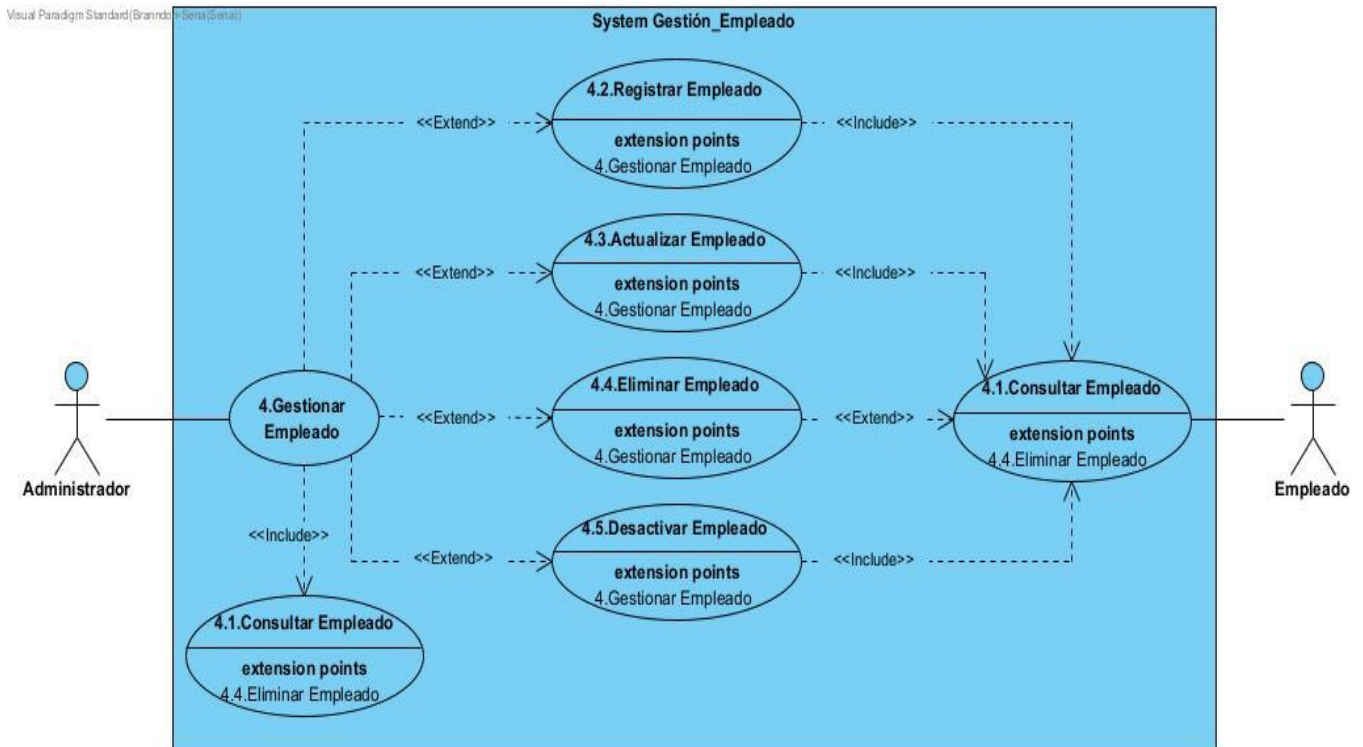 Visual Paradigm Standard(Branndon-Sena(Sena))
System Gestión_Empleado
4.2.Registrar Empleado
extension points
4.Gestionar Empleado
<<Extend>>
<<Include>>
4.3.Actualizar Empleado
extension points
4.Gestionar Empleado
<<Extend>>
<<Include>>
4.Gestionar
Empleado
4.4.Eliminar Empleado
extension points
4.Gestionar Empleado
<<Extend>>
<<Extend>>
4.1.Consultar Empleado
extension points
4.4.Eliminar Empleado
Administrador
Empleado
4.5.Desactivar Empleado
extension points
4.Gestionar Empleado
<<Include>>
<<Extend>>
<<Include>>
4.1.Consultar Empleado
extension points
4.4.Eliminar Empleado